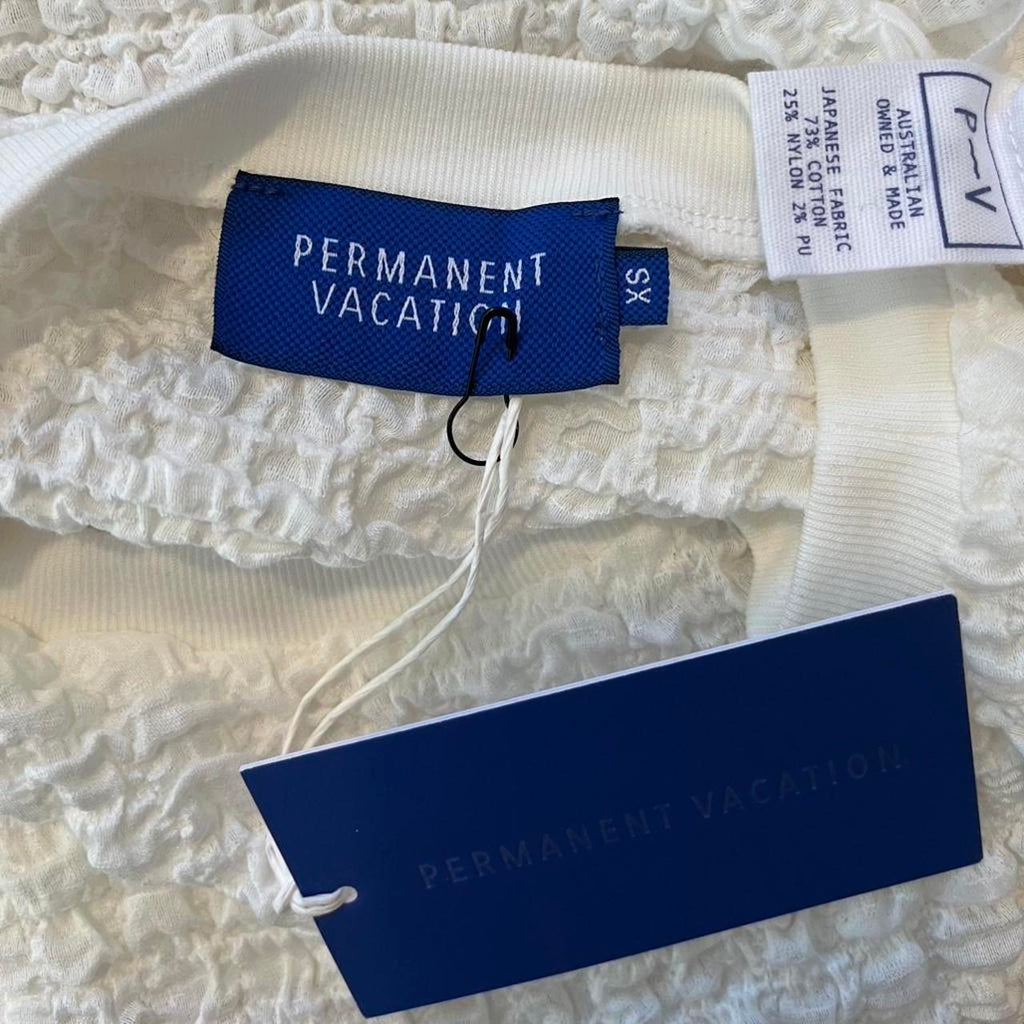 PERMANENT
VACATION
XS
P—V
AUSTRALIAN
OWNED & MADE
JAPANESE FABRIC
73% COTTON
25% NYLON 2% PU
PERMANENT VACATION